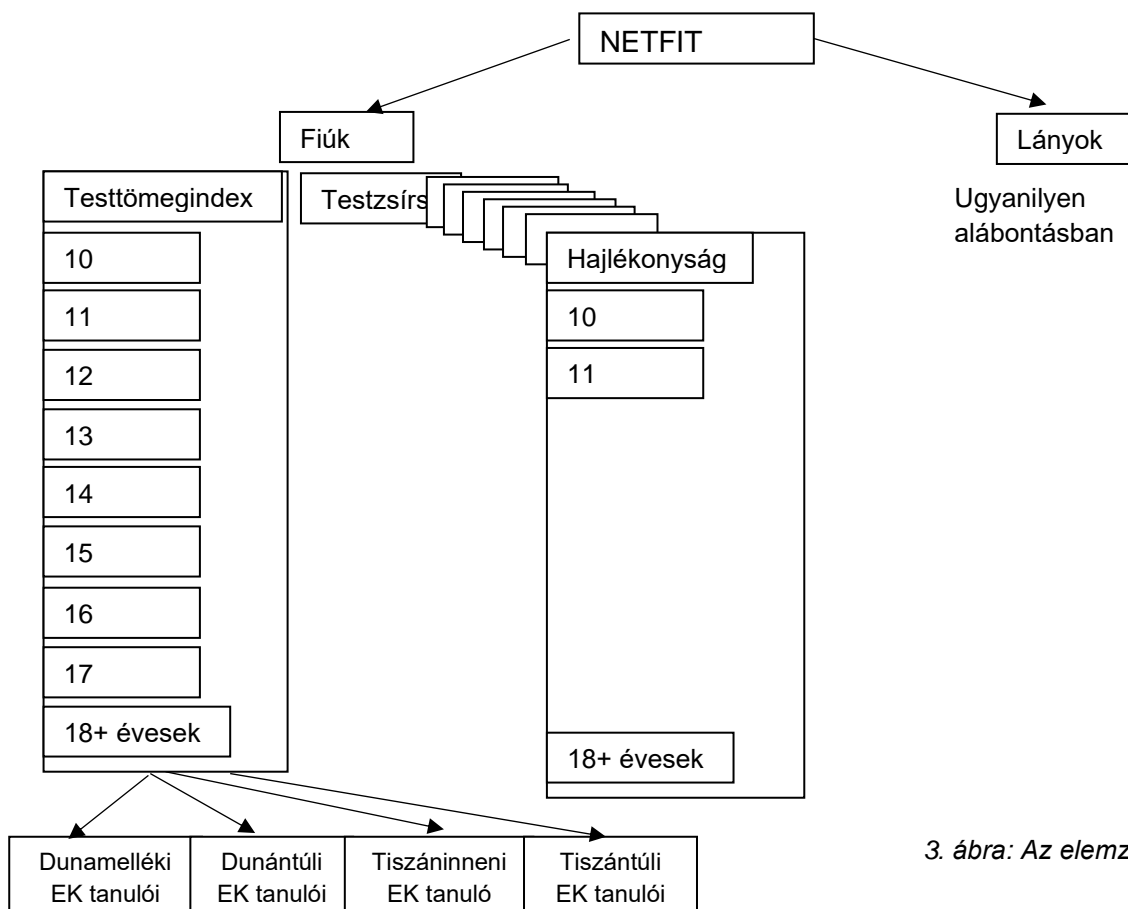 NETFIT
Fiúk
Lányok
Ugyanilyen
alábontásban
Testtömegindex
10
11
12
13
14
15
16
17
18+ évesek
Testzsírs
Hajlékonyság
10
11
18+ évesek
Dunamelléki
EK tanulói
Dunántúli
EK tanulói
Tiszáninneni
EK tanuló
Tiszántúli
EK tanulói
3. ábra: Az elemz